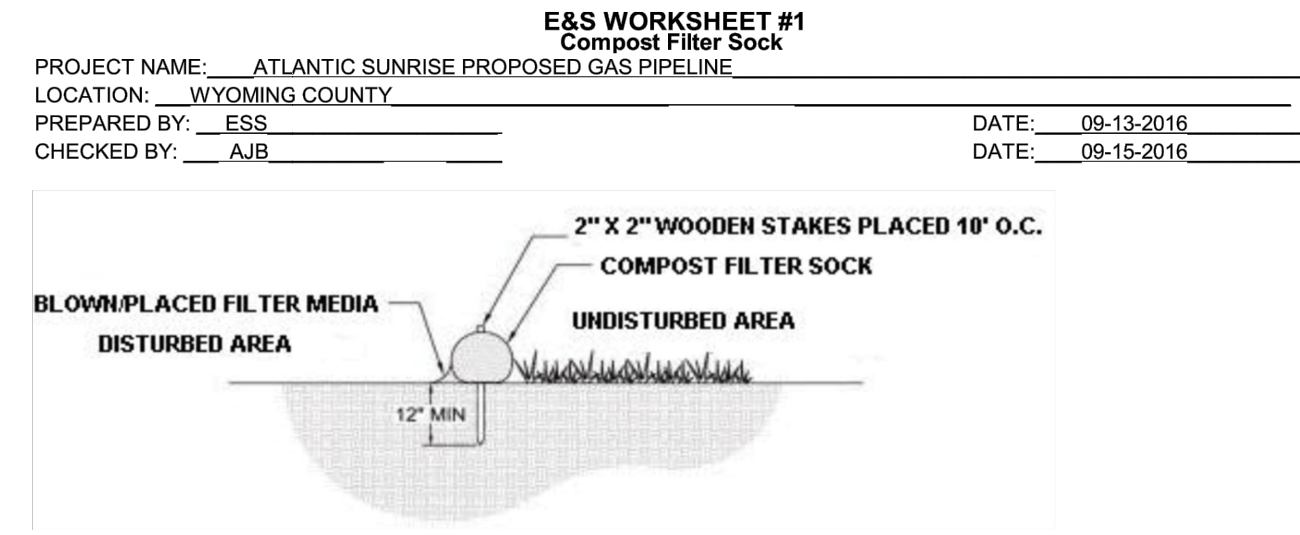 E&S WORKSHEET #1
Compost Filter Sock
PROJECT NAME: ATLANTIC SUNRISE PROPOSED GAS PIPELINE
LOCATION: WYOMING COUNTY
PREPARED BY: ESS DATE: 09-13-2016
CHECKED BY: AJB DATE: 09-15-2016
2" X 2" WOODEN STAKES PLACED 10' O.C.
COMPOST FILTER SOCK
BLOWN/PLACED FILTER MEDIA
UNDISTURBED AREA
DISTURBED AREA
12" MIN